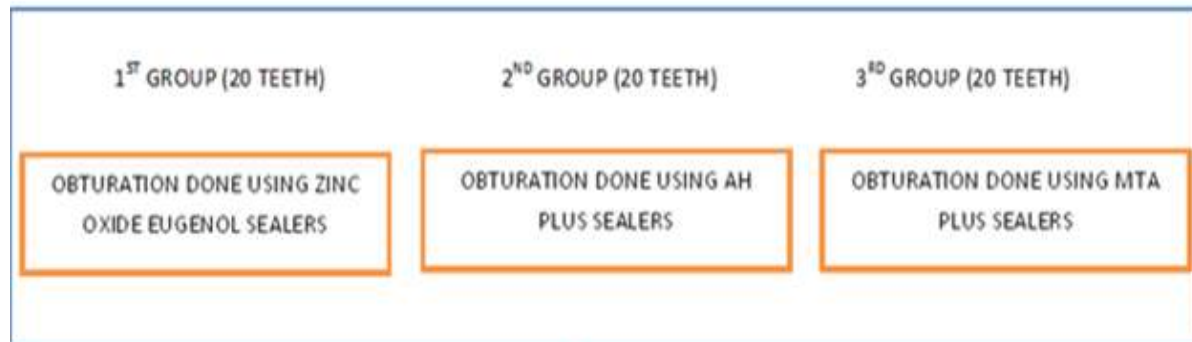 1ST GROUP (20 TEETH)
2ND GROUP (20 TEETH)
3RD GROUP (20 TEETH)
OBTURATION DONE USING ZINC
OXIDE EUGENOL SEALERS
OBTURATION DONE USING AH
PLUS SEALERS
OBTURATION DONE USING MTA
PLUS SEALERS